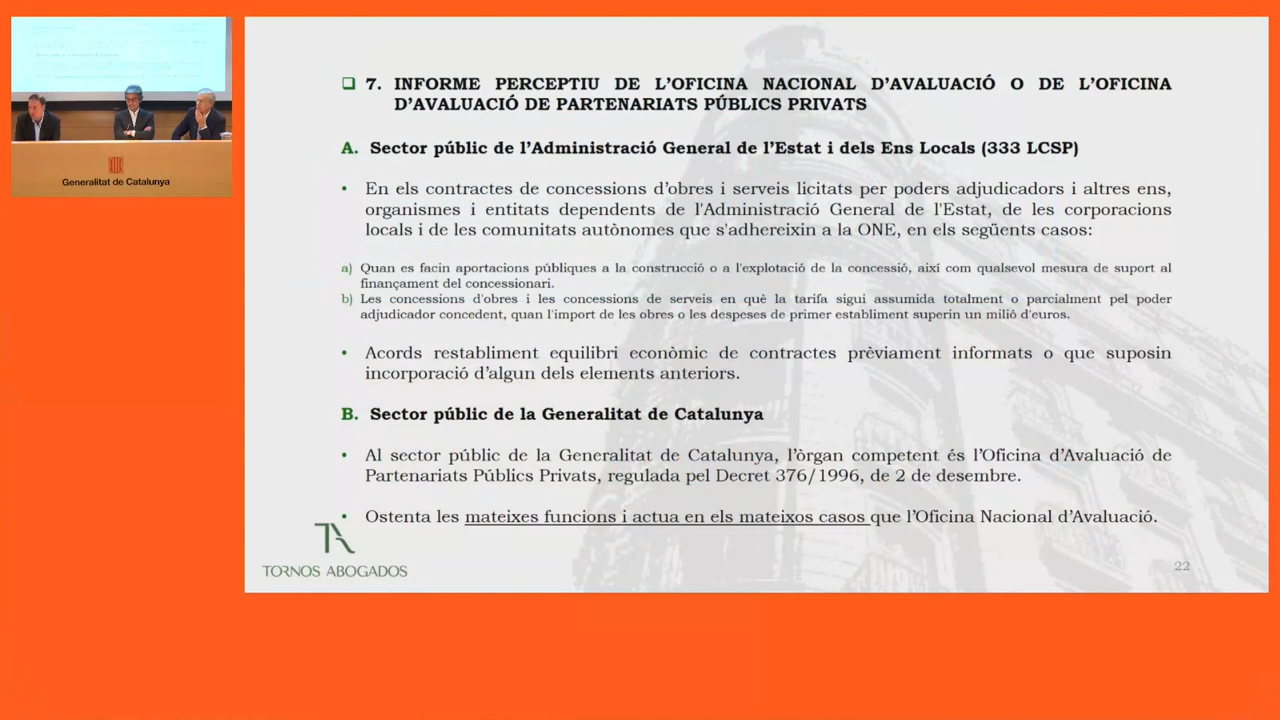 Generalitat de Catalunya
7. INFORME PERCEPTIU DE L'OFICINA NACIONAL D'AVALUACIÓ O DE L'OFICINA
D'AVALUACIÓ DE PARTENARIATS PÚBLICS PRIVATS
A. Sector públic de l'Administració General de l'Estat i dels Ens Locals (333 LCSP)
• En els contractes de concessions d'obres i serveis licitats per poders adjudicadors i altres ens,
organismes i entitats dependents de l'Administració General de l'Estat, de les corporacions
locals i de les comunitats autònomes que s'adhereixin a la ONE, en els següents casos:
a) Quan es facin aportacions públiques a la construcció o a l'explotació de la concessió, així com qualsevol mesura de suport al
finançament del concessionari.
b) Les concessions d'obres i les concessions de serveis en què la tarifa sigui assumida totalment o parcialment pel poder
adjudicador concedent, quan l'import de les obres o les despeses de primer establiment superin un milió d'euros.
• Acords restabliment equilibri econòmic de contractes prèviament informats o que suposin
incorporació d'algun dels elements anteriors.
B. Sector públic de la Generalitat de Catalunya
• Al sector públic de la Generalitat de Catalunya, l'òrgan competent és l'Oficina d'Avaluació de
Partenariats Públics Privats, regulada pel Decret 376/1996, de 2 de desembre.
• Ostenta les mateixes funcions i actua en els mateixos casos que l'Oficina Nacional d'Avaluació.
TORNOS ABOGADOS
22